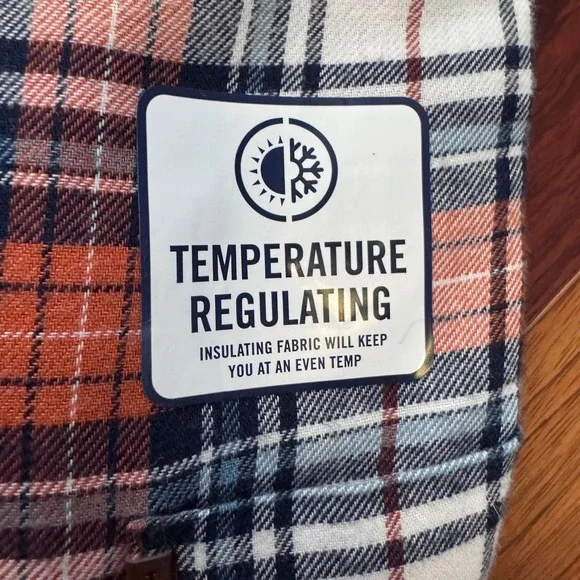 TEMPERATURE
REGULATING
INSULATING FABRIC WILL KEEP
YOU AT AN EVEN TEMP